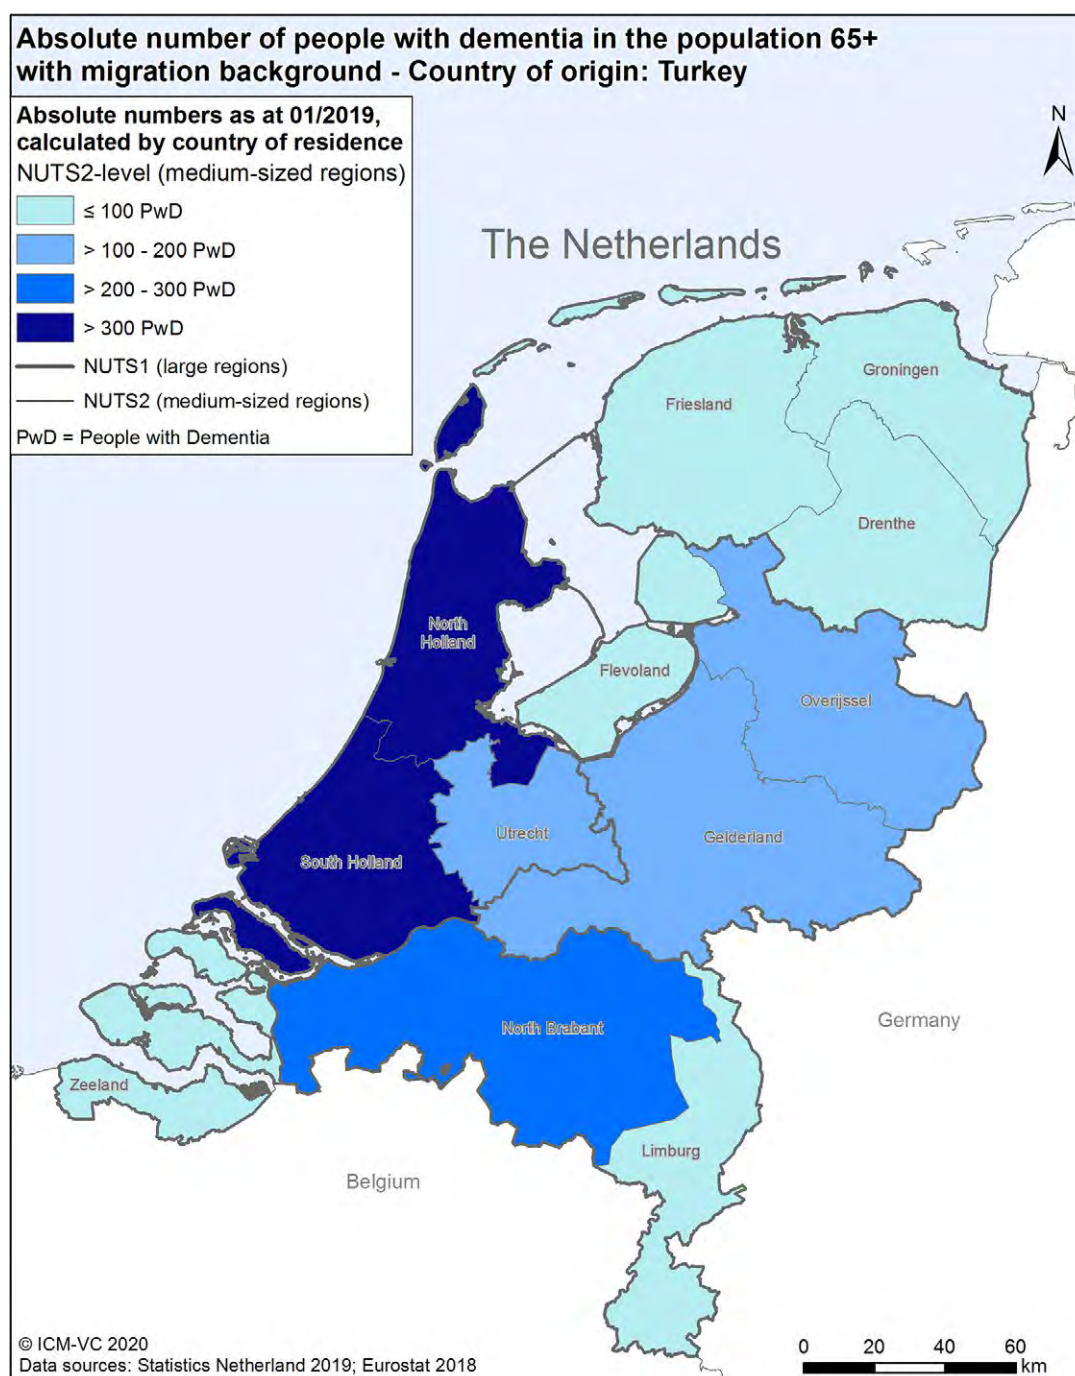 Absolute number of people with dementia in the population 65+
with migration background - Country of origin: Turkey
Absolute numbers as at 01/2019,
calculated by country of residence
NUTS2-level (medium-sized regions)
≤ 100 PwD
> 100 - 200 PwD
> 200 - 300 PwD
> 300 PwD
NUTS1 (large regions)
NUTS2 (medium-sized regions)
PwD = People with Dementia
N
The Netherlands
Groningen
Friesland
Drenthe
North
Holland
Flevoland
Overijssel
Utrecht
Gelderland
South Holland
North Brabant
Germany
Zeeland
Limburg
Belgium
© ICM-VC 2020
Data sources: Statistics Netherland 2019; Eurostat 2018
0 20 40 60
km